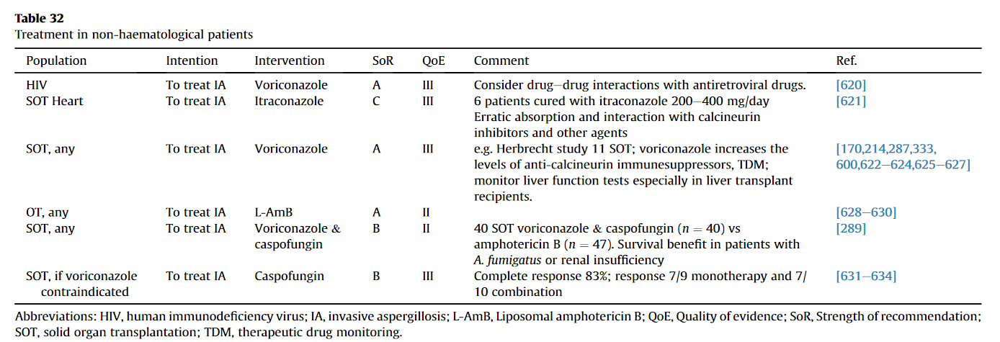 Table 32
Treatment in non-haematological patients
Population Intention Intervention SoR QoE Comment Ref.
HIV To treat IA Voriconazole A III Consider drug–drug interactions with antiretroviral drugs. [620]
SOT Heart To treat IA Itraconazole C III 6 patients cured with itraconazole 200–400 mg/day [621]
Erratic absorption and interaction with calcineurin
inhibitors and other agents
SOT, any To treat IA Voriconazole A III e.g. Herbrecht study 11 SOT; voriconazole increases the [170,214,287,333,
levels of anti-calcineurin immunesuppressors, TDM; 600,622–624,625–627]
monitor liver function tests especially in liver transplant
recipients.
OT, any To treat IA L-AmB A II [628–630]
SOT, any To treat IA Voriconazole & B II 40 SOT voriconazole & caspofungin (n = 40) vs [289]
caspofungin amphotericin B (n = 47). Survival benefit in patients with
A. fumigatus or renal insufficiency
SOT, if voriconazole To treat IA Caspofungin B III Complete response 83%; response 7/9 monotherapy and 7/ [631–634]
contraindicated 10 combination
Abbreviations: HIV, human immunodeficiency virus; IA, invasive aspergillosis; L-AmB, Liposomal amphotericin B; QoE, Quality of evidence; SoR, Strength of recommendation;
SOT, solid organ transplantation; TDM, therapeutic drug monitoring.